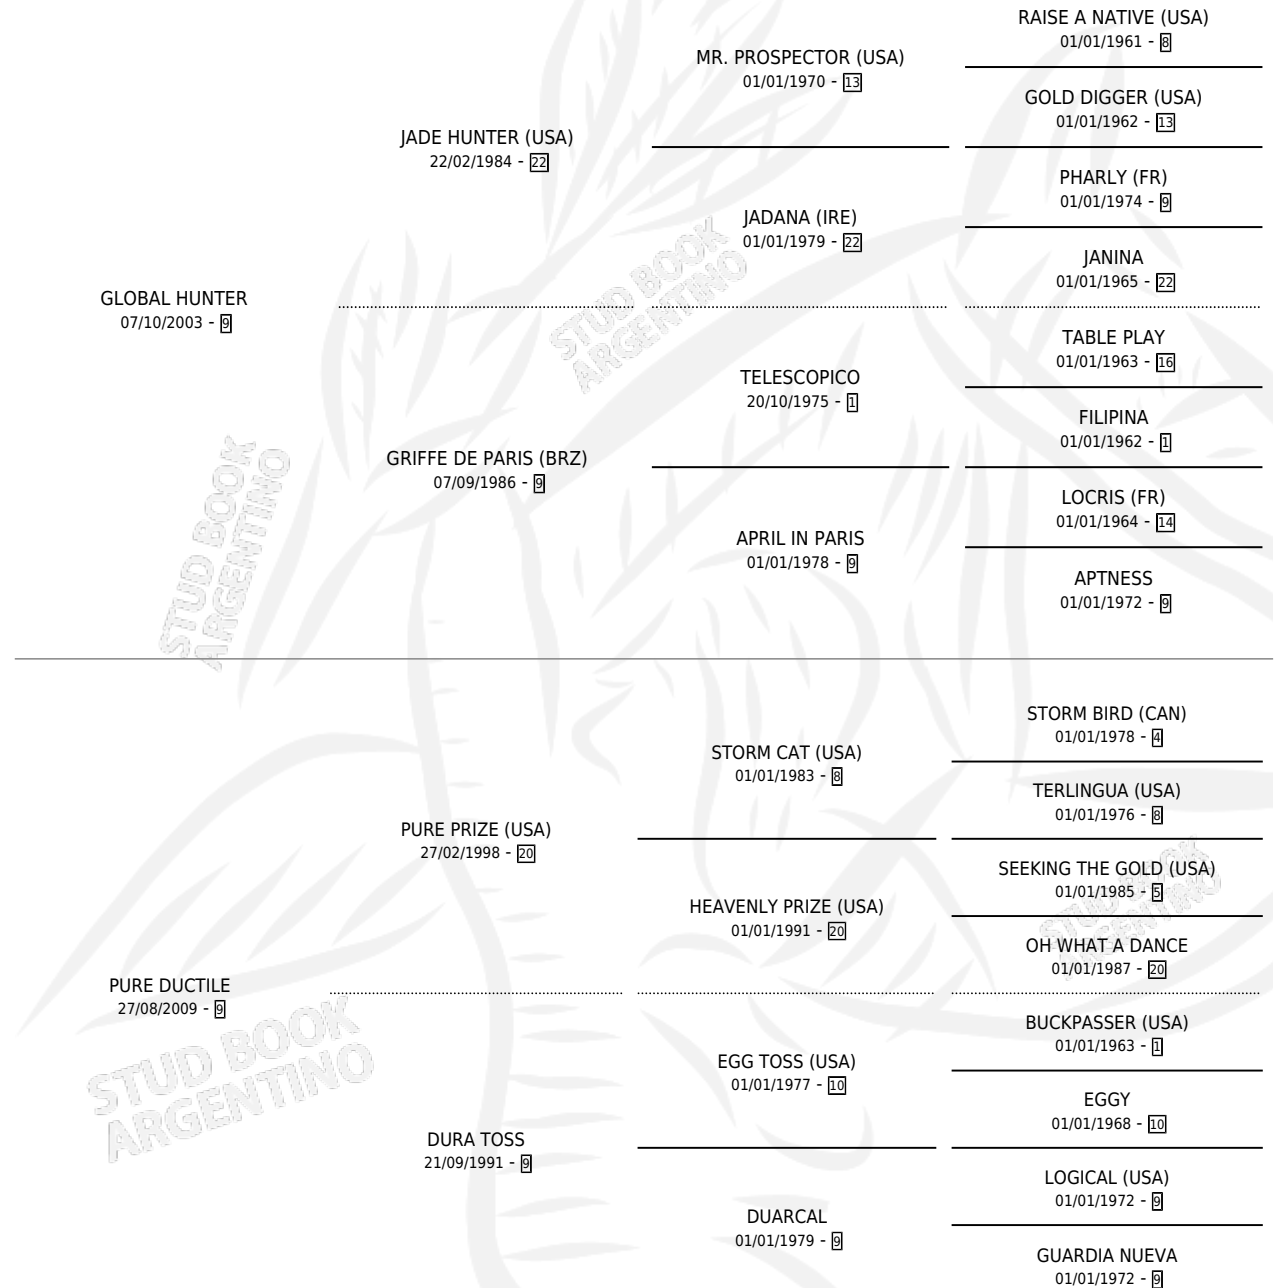 RAISE A NATIVE (USA)
01/01/1961 - 8
MR. PROSPECTOR (USA)
01/01/1970 - 13
GOLD DIGGER (USA)
01/01/1962 - 13
JADE HUNTER (USA)
22/02/1984 - 22
PHARLY (FR)
01/01/1974 - 9
JADANA (IRE)
01/01/1979 - 22
JANINA
01/01/1965 - 22
GLOBAL HUNTER
07/10/2003 - 9
TABLE PLAY
01/01/1963 - 16
TELESCOPICO
20/10/1975 - 1
FILIPINA
01/01/1962 - 1
GRIFFE DE PARIS (BRZ)
07/09/1986 - 9
LOCRIS (FR)
01/01/1964 - 14
APRIL IN PARIS
01/01/1978 - 9
APTNESS
01/01/1972 - 9
STORM BIRD (CAN)
01/01/1978 - 4
STORM CAT (USA)
01/01/1983 - 8
TERLINGUA (USA)
01/01/1976 - 8
PURE PRIZE (USA)
27/02/1998 - 20
SEEKING THE GOLD (USA)
01/01/1985 - 5
HEAVENLY PRIZE (USA)
01/01/1991 - 20
OH WHAT A DANCE
01/01/1987 - 20
PURE DUCTILE
27/08/2009 - 9
BUCKPASSER (USA)
01/01/1963 - 1
EGG TOSS (USA)
01/01/1977 - 10
EGGY
01/01/1968 - 10
DURA TOSS
21/09/1991 - 9
LOGICAL (USA)
01/01/1972 - 9
DUARCAL
01/01/1979 - 9
GUARDIA NUEVA
01/01/1972 - 9
STUD BOOK
ARGENTINO
STUD BOOK
ARGENTINO
STUD BOOK
ARGENTINO
STUD BOOK
ARGENTINO